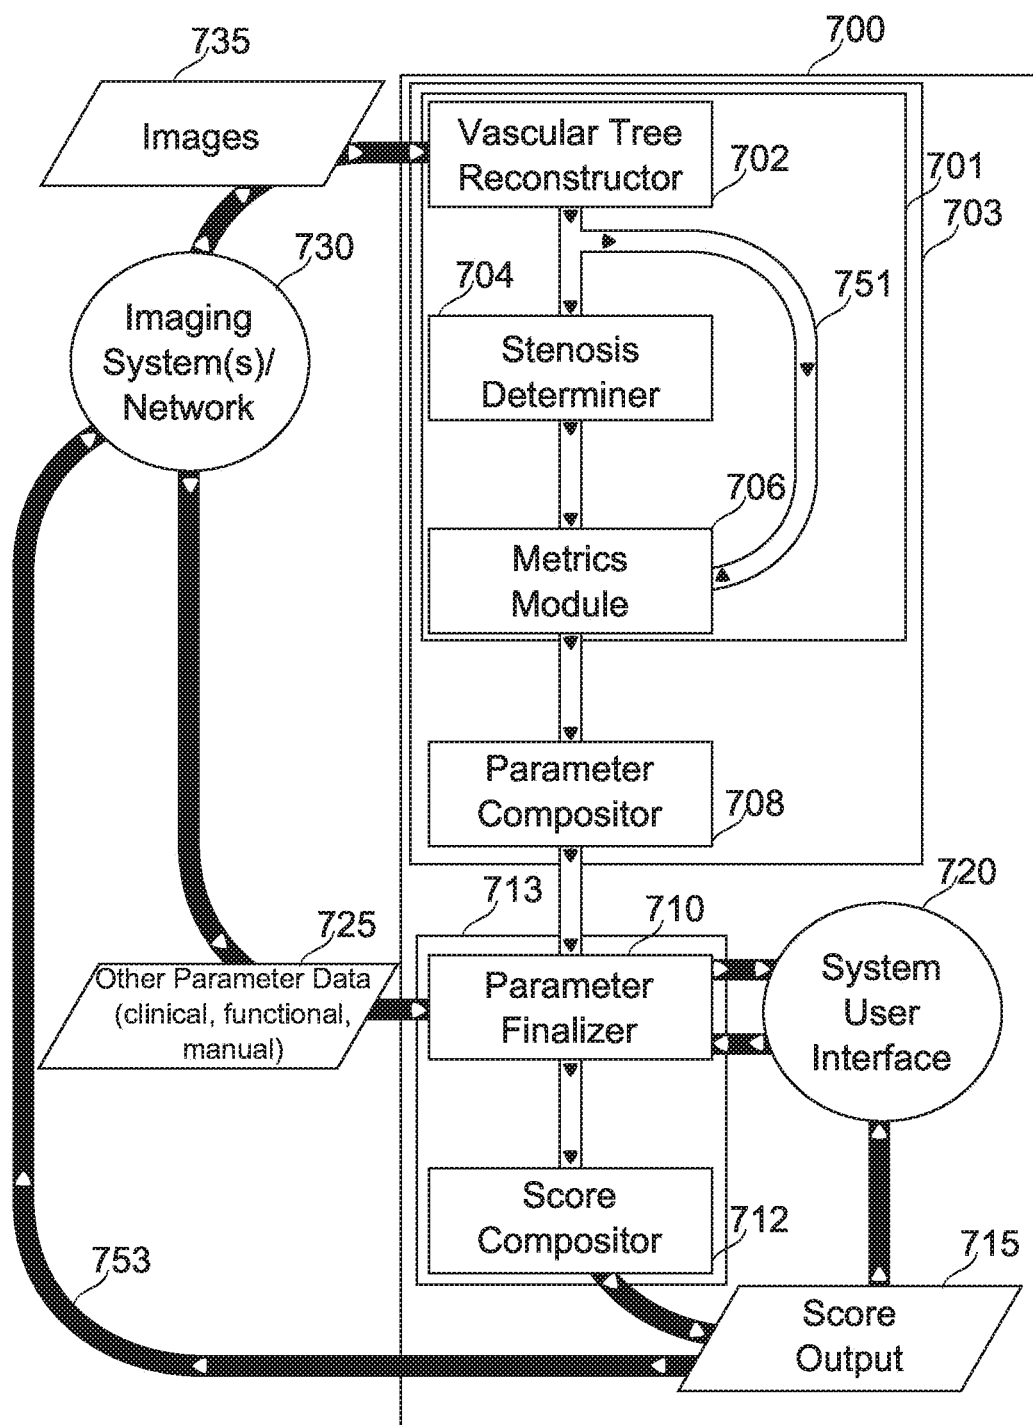 735
700
Images
Vascular Tree
Reconstructor
702
701
703
730
704
751
Imaging
System(s)/
Network
Stenosis
Determiner
706
Metrics
Module
Parameter
Compositor
708
713
720
725
710
Other Parameter Data
(clinical, functional,
manual)
Parameter
Finalizer
System
User
Interface
Score
Compositor
712
753
715
Score
Output